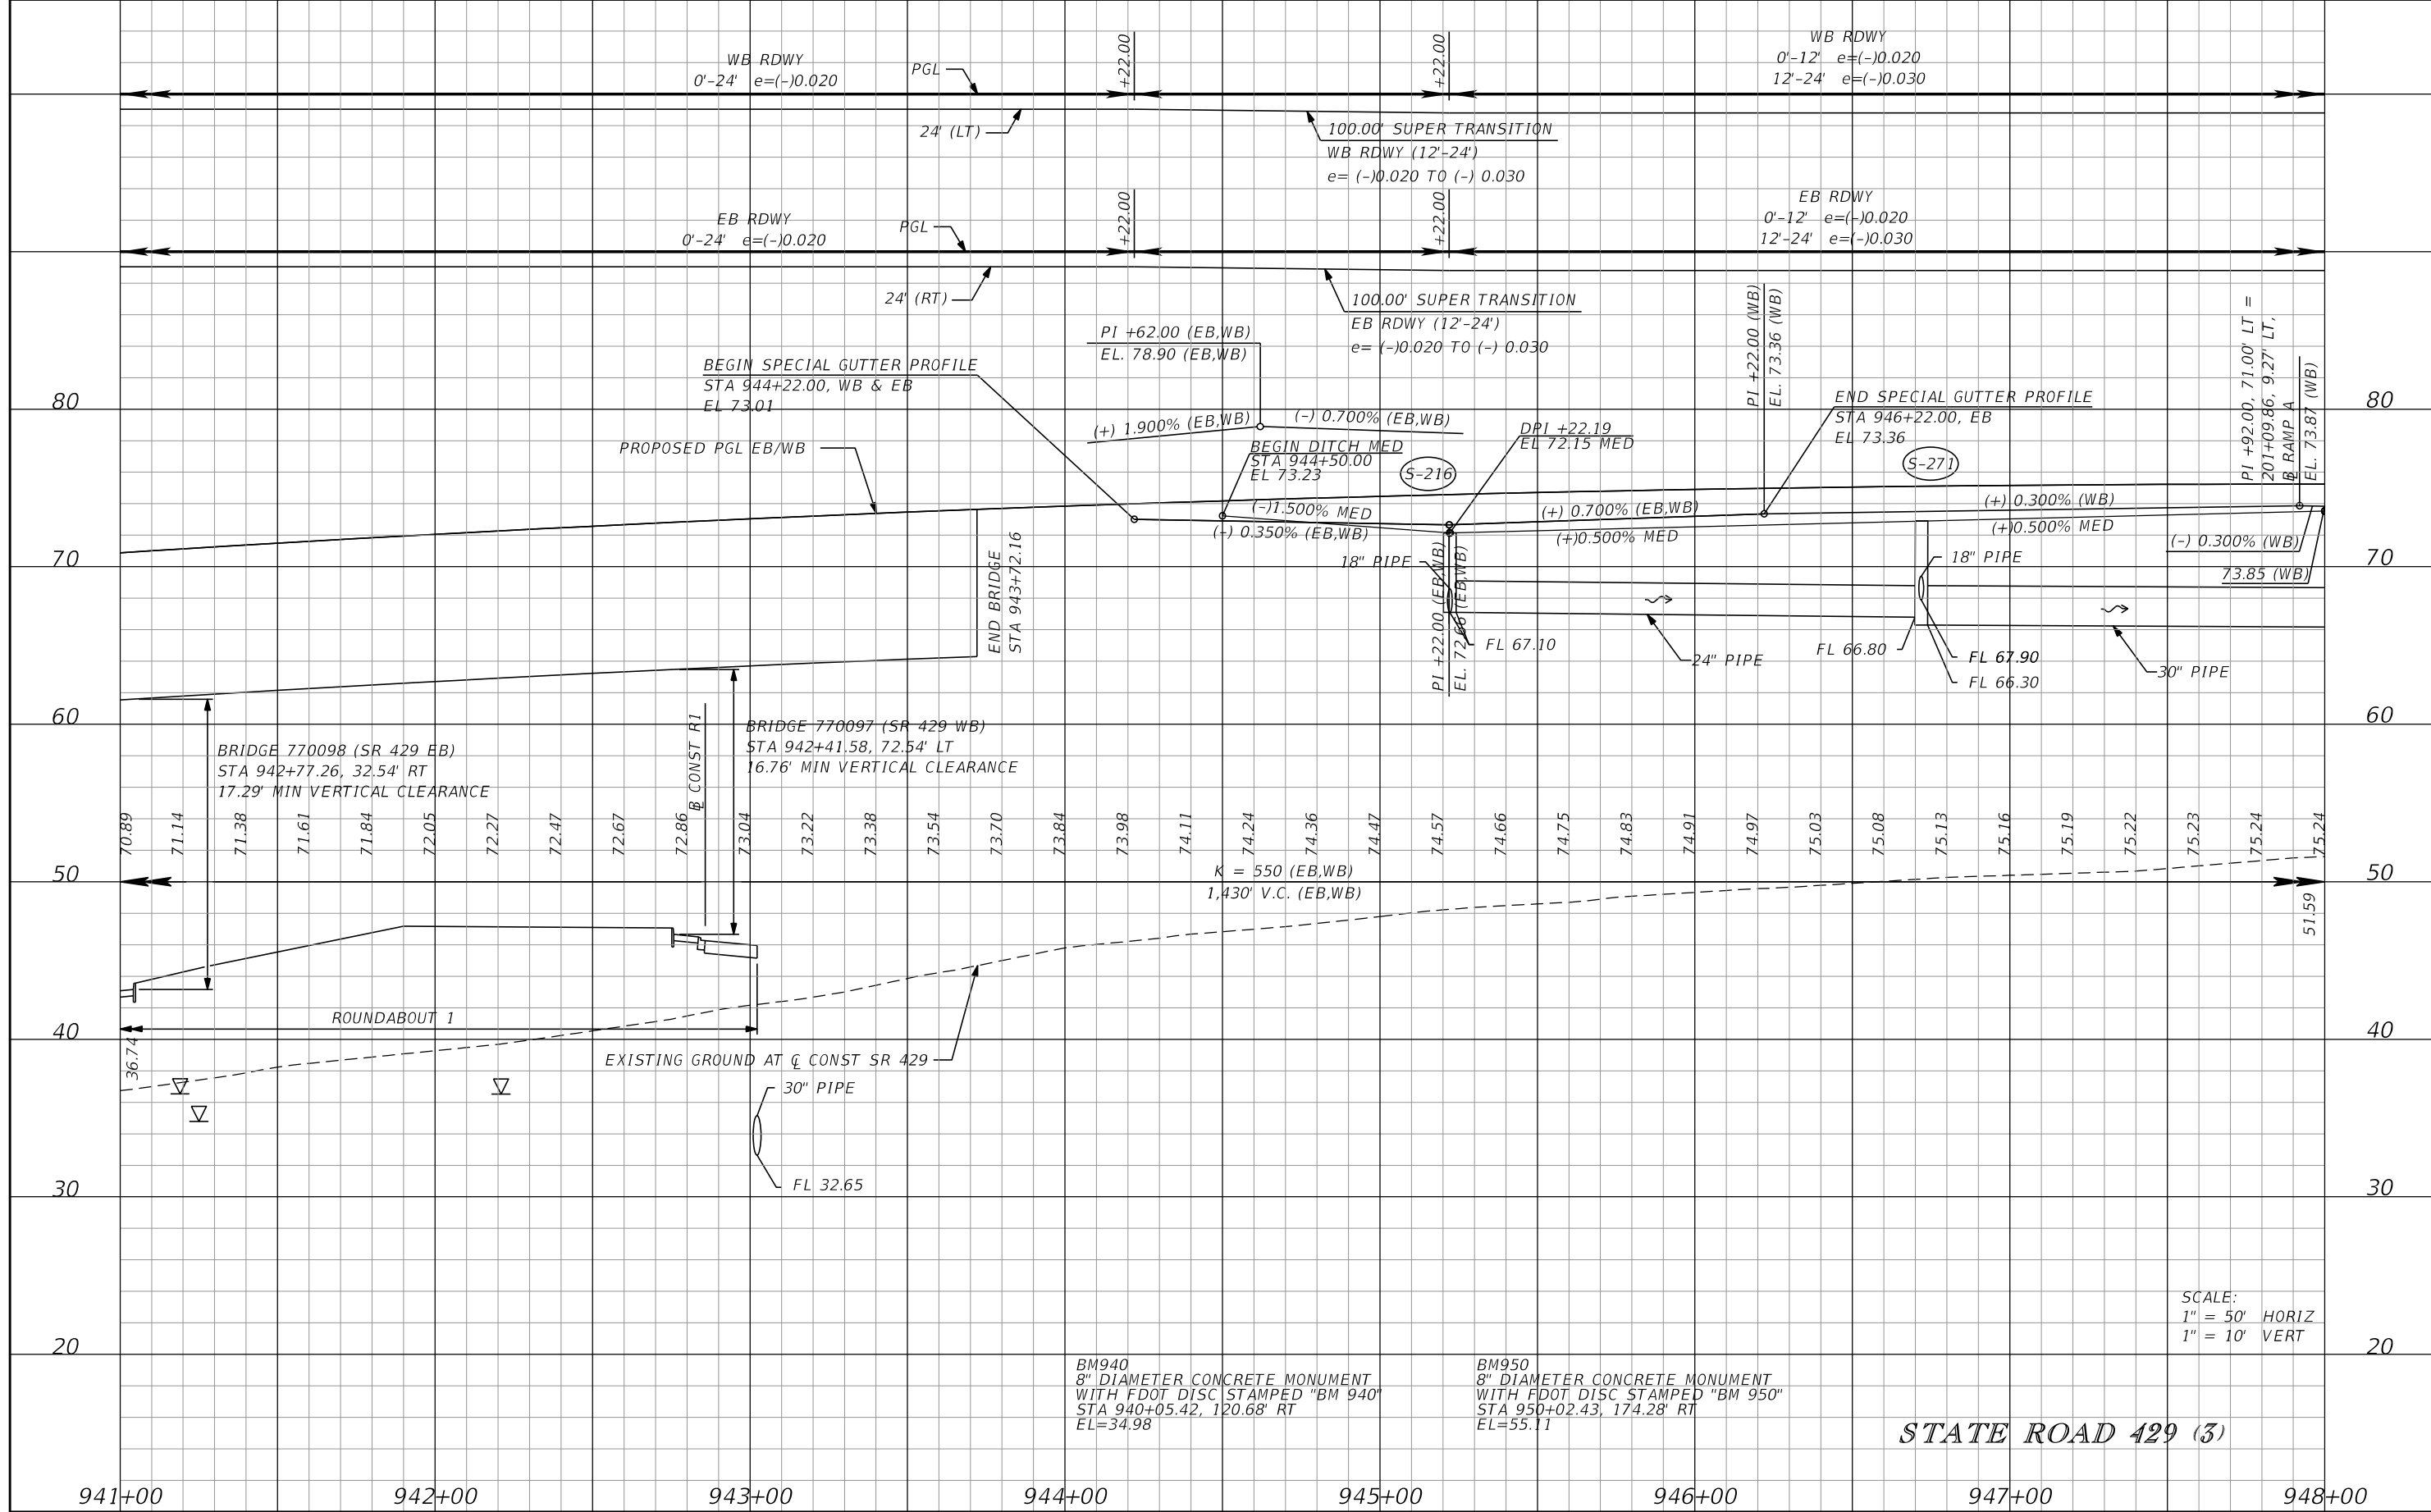 WB RDWY
0'-24' e=(-)0.020
PGL
24' (LT)
+22.00
+22.00
WB RDWY
0'-12' e=(-)0.020
12'-24' e=(-)0.030
100.00' SUPER TRANSITION
WB RDWY (12'-24')
e= (-)0.020 TO (-) 0.030
EB RDWY
0'-24' e=(-)0.020
PGL
24' (RT)
+22.00
+22.00
EB RDWY
0'-12' e=(-)0.020
12'-24' e=(-)0.030
100.00' SUPER TRANSITION
EB RDWY (12'-24')
e= (-)0.020 TO (-) 0.030
PI +62.00 (EB,WB)
EL. 78.90 (EB,WB)
BEGIN SPECIAL GUTTER PROFILE
STA 944+22.00, WB & EB
EL 73.01
(+) 1.900% (EB,WB)
(-) 0.700% (EB,WB)
PROPOSED PGL EB/WB
BEGIN DITCH MED
STA 944+50.00
EL 73.23
S-216
DPI +22.19
EL 72.15 MED
PI +22.00 (WB)
EL. 73.36 (WB)
END SPECIAL GUTTER PROFILE
STA 946+22.00, EB
EL 73.36
S-271
PI +92.00, 71.00' LT =
201+09.86, 9.27' LT,
℄ RAMP A
EL. 73.87 (WB)
(-)1.500% MED
(-) 0.350% (EB,WB)
(+) 0.700% (EB,WB)
(+)0.500% MED
(+) 0.300% (WB)
(+)0.500% MED
(-) 0.300% (WB)
73.85 (WB)
END BRIDGE
STA 943+72.16
18" PIPE
PI +22.00 (EB,WB)
EL. 72.66 (EB,WB)
FL 67.10
24" PIPE
18" PIPE
FL 66.80
FL 67.90
FL 66.30
30" PIPE
BRIDGE 770098 (SR 429 EB)
STA 942+77.26, 32.54' RT
17.29' MIN VERTICAL CLEARANCE
℄ CONST R1
BRIDGE 770097 (SR 429 WB)
STA 942+41.58, 72.54' LT
16.76' MIN VERTICAL CLEARANCE
70.89 71.14 71.38 71.61 71.84 72.05 72.27 72.47 72.67 72.86 73.04 73.22 73.38 73.54 73.70 73.84 73.98 74.11 74.24 74.36 74.47 74.57 74.66 74.75 74.83 74.91 74.97 75.03 75.08 75.13 75.16 75.19 75.22 75.23 75.24 75.24
K = 550 (EB,WB)
1,430' V.C. (EB,WB)
51.59
ROUNDABOUT 1
36.74
EXISTING GROUND AT ℄ CONST SR 429
30" PIPE
FL 32.65
80 80
70 70
60 60
50 50
40 40
30 30
20 20
SCALE:
1" = 50' HORIZ
1" = 10' VERT
BM940
8" DIAMETER CONCRETE MONUMENT
WITH FDOT DISC STAMPED "BM 940"
STA 940+05.42, 120.68' RT
EL=34.98
BM950
8" DIAMETER CONCRETE MONUMENT
WITH FDOT DISC STAMPED "BM 950"
STA 950+02.43, 174.28' RT
EL=55.11
STATE ROAD 429 (3)
941+00 942+00 943+00 944+00 945+00 946+00 947+00 948+00